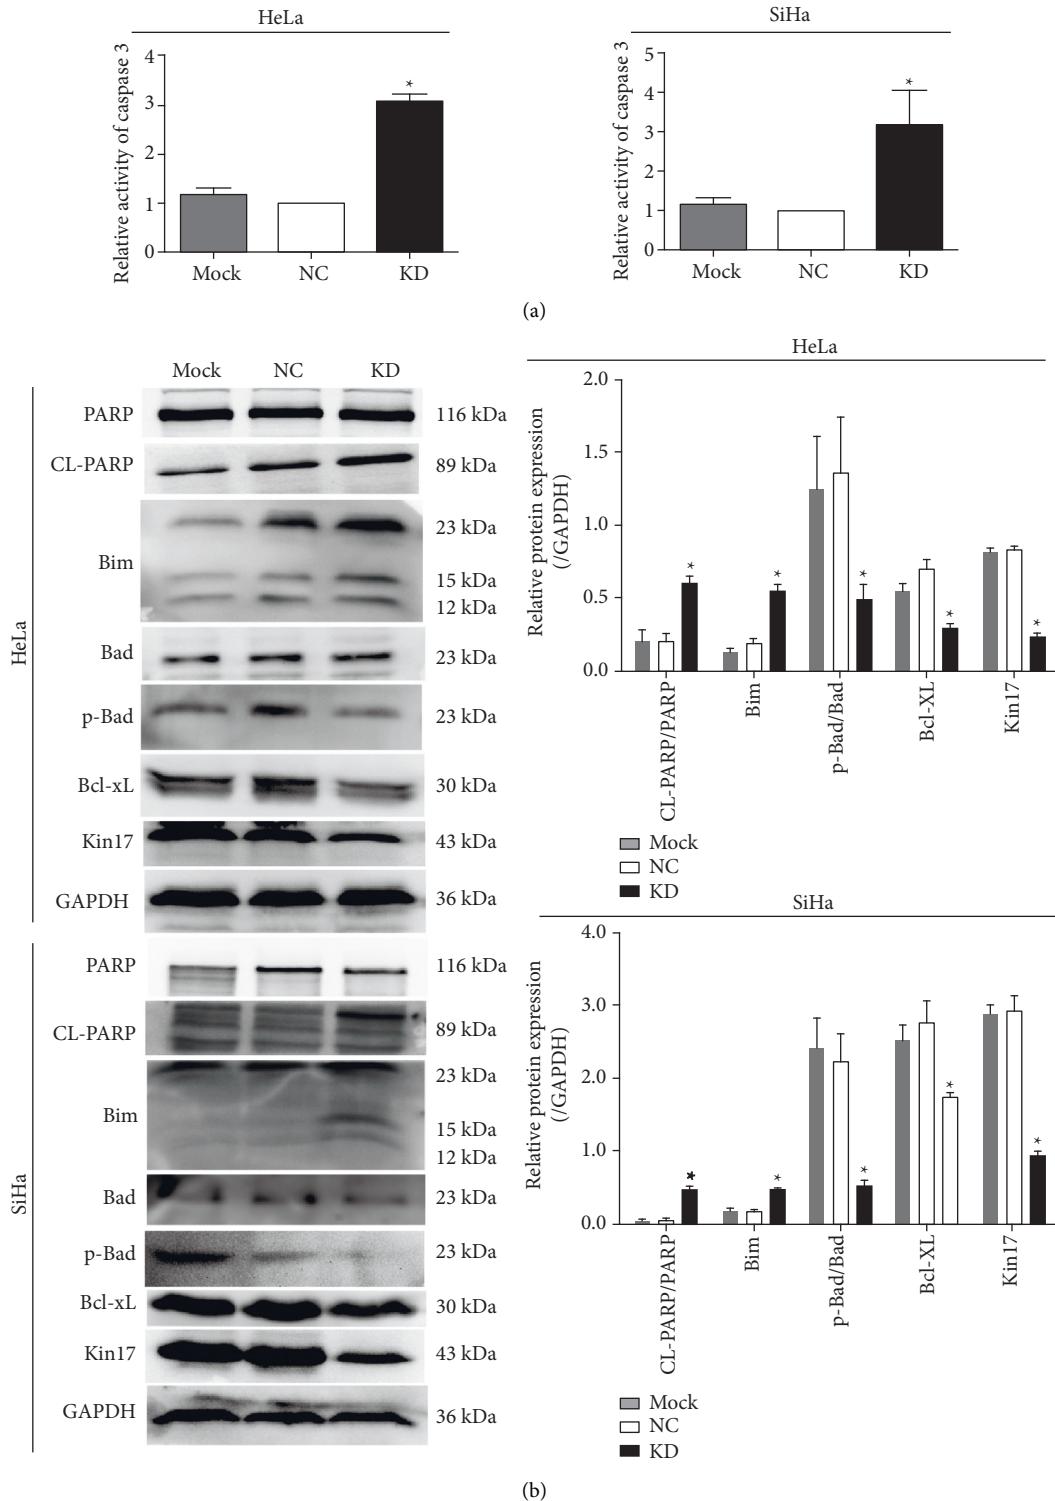 HeLa
Relative activity of caspase 3
4
3
2
1
0
*
Mock NC KD
SiHa
Relative activity of caspase 3
5
4
3
2
1
0
*
Mock NC KD
(a)
Mock NC KD
HeLa
PARP 116 kDa
CL-PARP 89 kDa
Bim
23 kDa
15 kDa
12 kDa
Bad 23 kDa
p-Bad 23 kDa
Bcl-xL 30 kDa
Kin17 43 kDa
GAPDH 36 kDa
SiHa
PARP 116 kDa
CL-PARP 89 kDa
Bim
23 kDa
15 kDa
12 kDa
Bad 23 kDa
p-Bad 23 kDa
Bcl-xL 30 kDa
Kin17 43 kDa
GAPDH 36 kDa
HeLa
Relative protein expression
(/GAPDH)
2.0
1.5
1.0
0.5
0.0
* * * * *
CL-PARP/PARP
Bim
p-Bad/Bad
Bcl-XL
Kin17
Mock
NC
KD
SiHa
Relative protein expression
(/GAPDH)
4.0
3.0
2.0
1.0
0.0
* * * * *
CL-PARP/PARP
Bim
p-Bad/Bad
Bcl-XL
Kin17
Mock
NC
KD
(b)